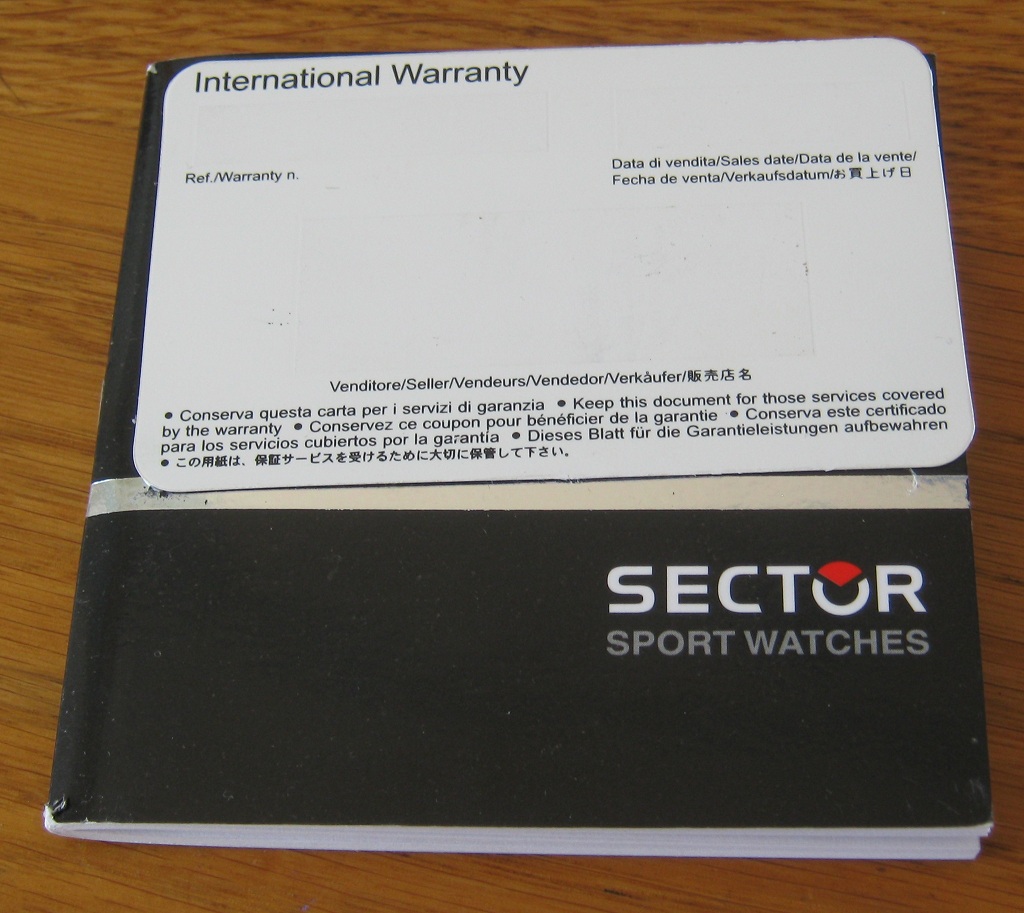 International Warranty
Ref./Warranty n.
Data di vendita/Sales date/Data de la vente/
Fecha de venta/Verkaufsdatum/お買上げ日
Venditore/Seller/Vendeurs/Vendedor/Verkåufer/販売店名
• Conserva questa carta per i servizi di garanzia • Keep this document for those services covered
by the warranty • Conservez ce coupon pour bénéficier de la garantie • Conserva este certificado
para los servicios cubiertos por la garantía • Dieses Blatt für die Garantieleistungen aufbewahren
• この用紙は、保証サービスを受けるために大切に保管して下さい。
SECTOR
SPORT WATCHES